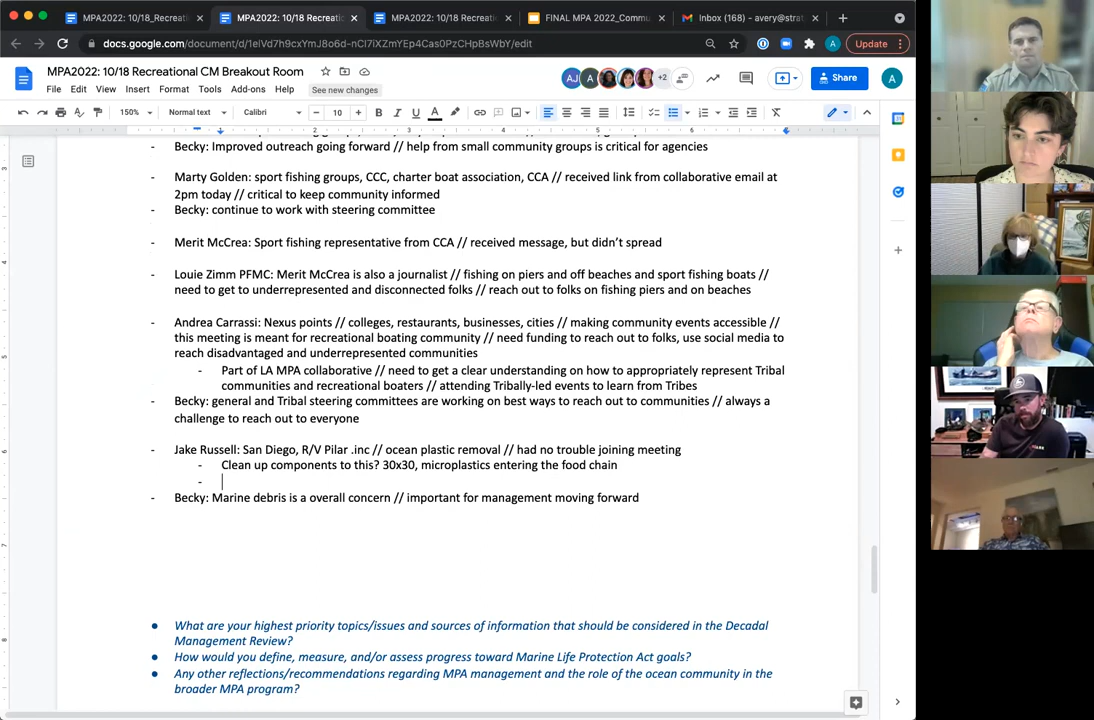 MPA2022: 10/18_Recreati
MPA2022: 10/18 Recreatio
MPA2022: 10/18 Recreatio
FINAL MPA 2022_Commu
Inbox (168) – avery@strat
docs.google.com/document/d/1eiVd7h9cxYmJ8o6d-nCl7iXZmYEp4Cas0PzCHpBsWbY/edit
Update
MPA2022: 10/18 Recreational CM Breakout Room
File Edit View Insert Format Tools Add-ons Help See new changes
AJ A +2
Share
A
150% Normal text Calibri 10
- Becky: Improved outreach going forward // help from small community groups is critical for agencies
- Marty Golden: sport fishing groups, CCC, charter boat association, CCA // received link from collaborative email at
2pm today // critical to keep community informed
- Becky: continue to work with steering committee
- Merit McCrea: Sport fishing representative from CCA // received message, but didn't spread
- Louie Zimm PFMC: Merit McCrea is also a journalist // fishing on piers and off beaches and sport fishing boats //
need to get to underrepresented and disconnected folks // reach out to folks on fishing piers and on beaches
- Andrea Carrassi: Nexus points // colleges, restaurants, businesses, cities // making community events accessible //
this meeting is meant for recreational boating community // need funding to reach out to folks, use social media to
reach disadvantaged and underrepresented communities
- Part of LA MPA collaborative // need to get a clear understanding on how to appropriately represent Tribal
communities and recreational boaters // attending Tribally-led events to learn from Tribes
- Becky: general and Tribal steering committees are working on best ways to reach out to communities // always a
challenge to reach out to everyone
- Jake Russell: San Diego, R/V Pilar .inc // ocean plastic removal // had no trouble joining meeting
- Clean up components to this? 30x30, microplastics entering the food chain
-
- Becky: Marine debris is a overall concern // important for management moving forward
● What are your highest priority topics/issues and sources of information that should be considered in the Decadal
Management Review?
● How would you define, measure, and/or assess progress toward Marine Life Protection Act goals?
● Any other reflections/recommendations regarding MPA management and the role of the ocean community in the
broader MPA program?